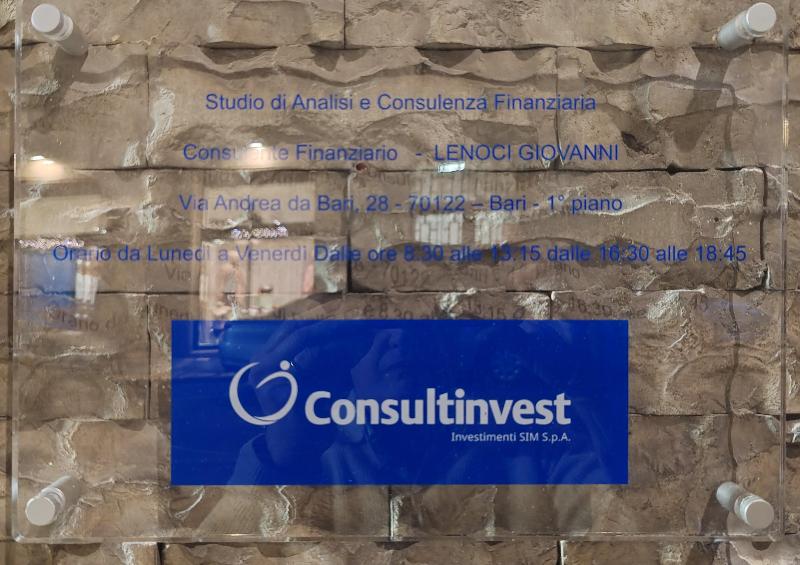 Studio di Analisi e Consulenza Finanziaria
Consulente Finanziario - LENOCI GIOVANNI
Via Andrea da Bari, 28 - 70122 – Bari - 1° piano
Orario da Lunedì a Venerdì Dalle ore 8.30 alle 13.15 dalle 16:30 alle 18:45
Consultinvest
Investimenti SIM S.p.A.